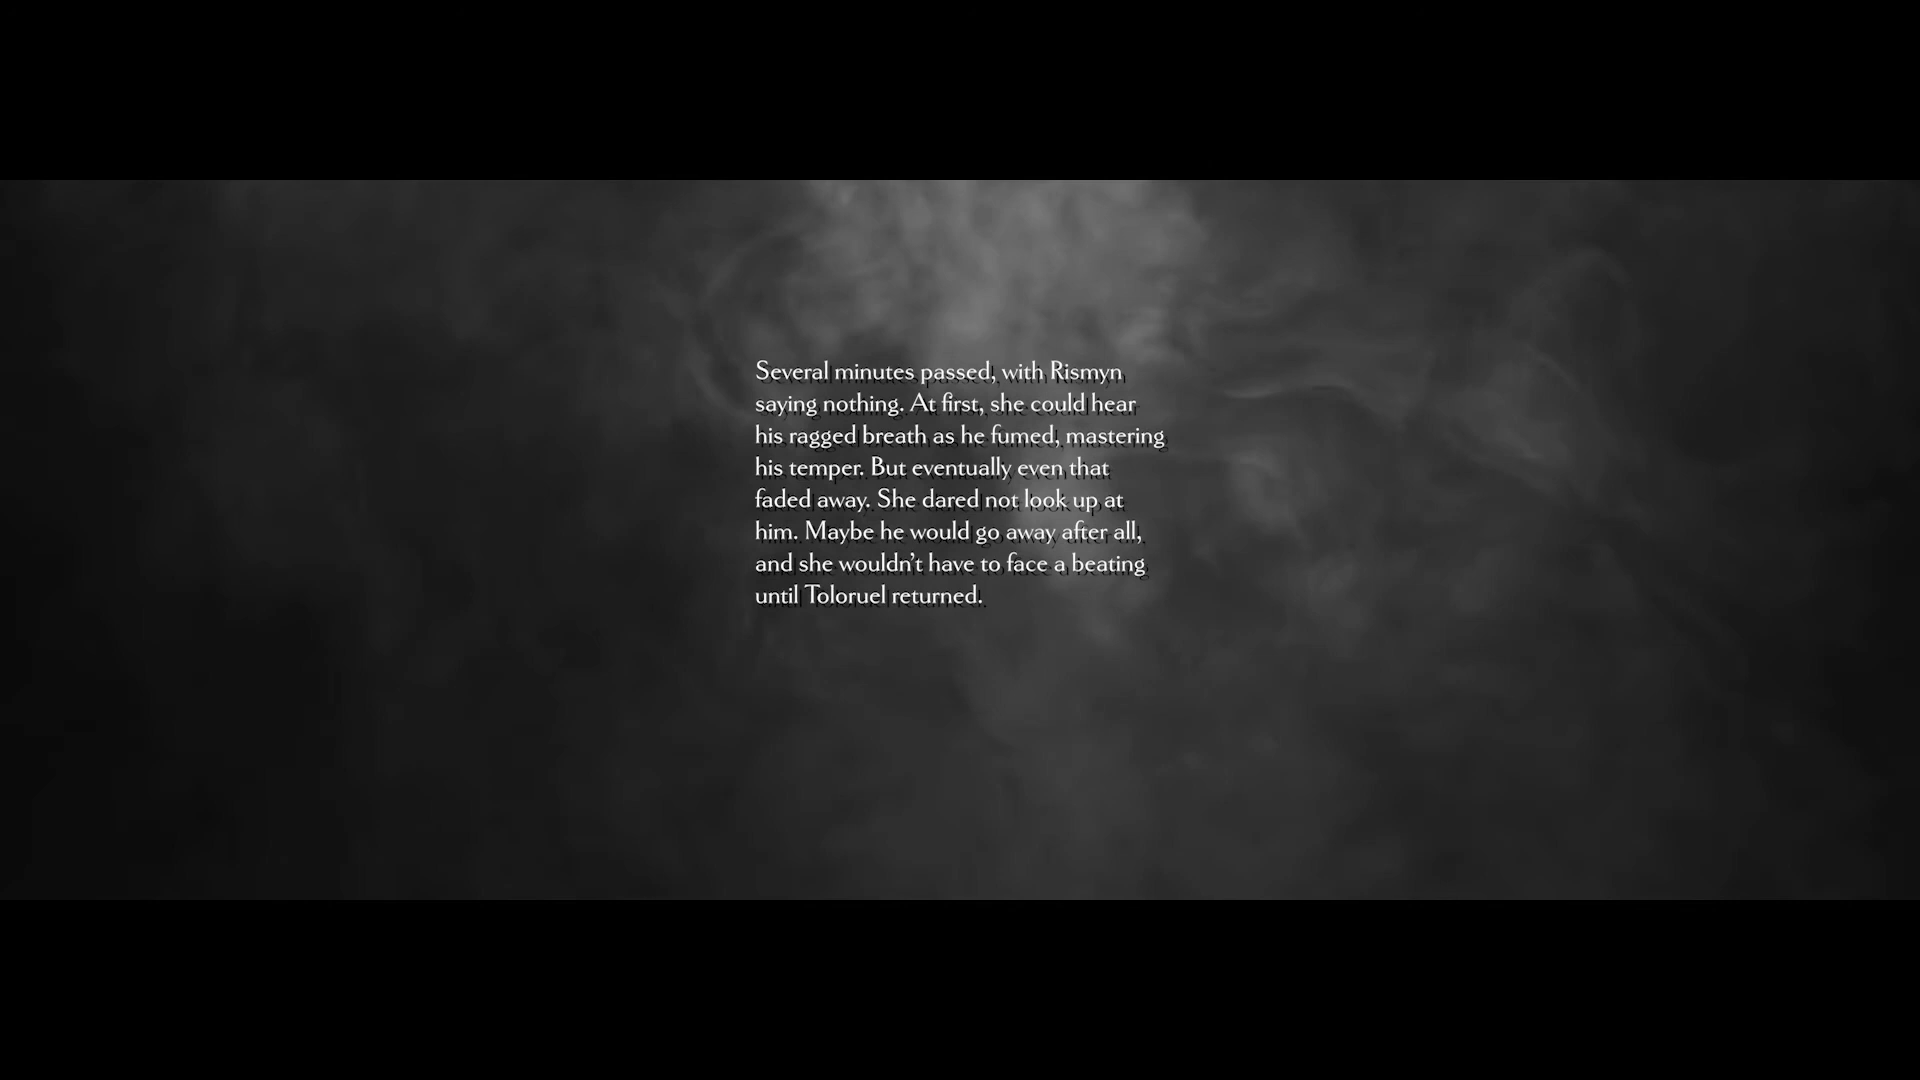 Several minutes passed, with Rismyn
saying nothing. At first, she could hear
his ragged breath as he fumed, mastering
his temper. But eventually even that
faded away. She dared not look up at
him. Maybe he would go away after all,
and she wouldn’t have to face a beating
until Toloruel returned.